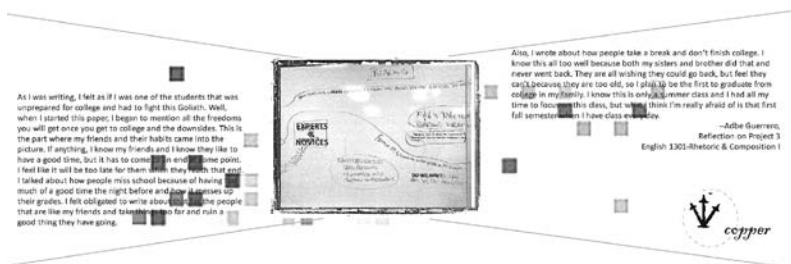 As I was writing, I felt as if I was one of the students that was
unprepared for college and had to fight this Goliath. Well,
when I started this paper, I began to mention all the freedoms
you will get once you get to college and the downsides. This is
the part where my friends and their habits came into the
picture. If anything, I know my friends and I know they like to
have a good time, but it has to come to an end at some point.
I feel like it will be too late for them when they reach that end.
I talked about how people miss school because of having too
much of a good time the night before and how it messes up
their grades. I felt obligated to write about the people
that are like my friends and take things too far and ruin a
good thing they have going.
EXPERTS
&
NOVICES
Also, I wrote about how people take a break and don't finish college. I
know this all too well because both my sisters and brother did that and
never went back. They are all wishing they could go back, but feel they
can't because they are too old, so I plan to be the first to graduate from
college in my family. I know this is only a summer class and I had all my
time to focus on this class, but what I think I'm really afraid of is that first
fall semester when I have class everyday.
—Adbe Guerrero,
Reflection on Project 3
English 1301-Rhetoric & Composition I
copper